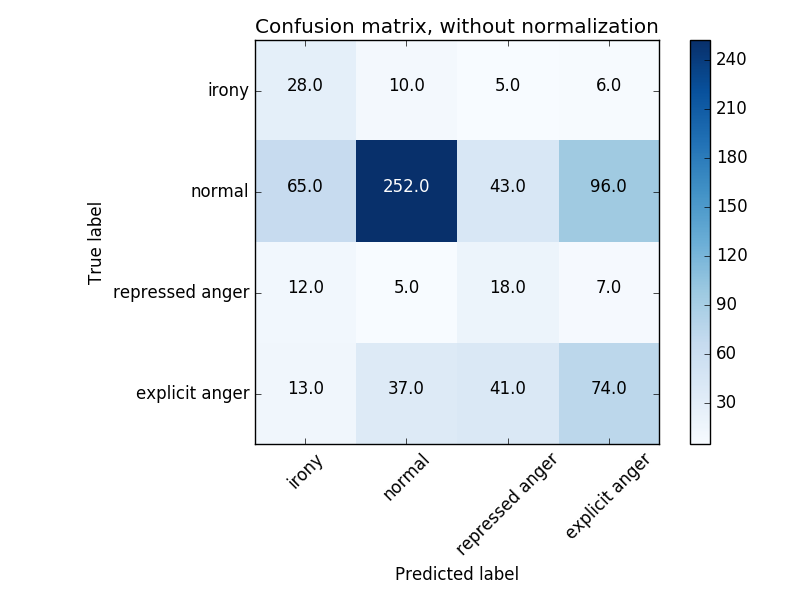 Confusion matrix, without normalization
irony 28.0 10.0 5.0 6.0
normal 65.0 252.0 43.0 96.0
repressed anger 12.0 5.0 18.0 7.0
explicit anger 13.0 37.0 41.0 74.0
True label
irony normal repressed anger explicit anger
Predicted label
240
210
180
150
120
90
60
30